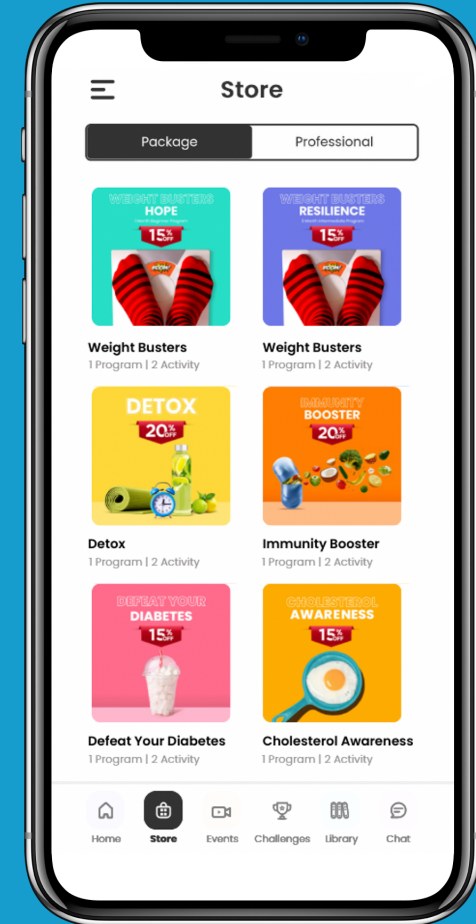 Store
Package
Professional
WEIGHT BUSTERS
HOPE
15% OFF
WEIGHT BUSTERS
RESILIENCE
15% OFF
Weight Busters
1 Program | 2 Activity
Weight Busters
1 Program | 2 Activity
DETOX
20% OFF
IMMUNITY
BOOSTER
20% OFF
Detox
1 Program | 2 Activity
Immunity Booster
1 Program | 2 Activity
DEFEAT YOUR
DIABETES
15% OFF
CHOLESTEROL
AWARENESS
15% OFF
Defeat Your Diabetes
1 Program | 2 Activity
Cholesterol Awareness
1 Program | 2 Activity
Home
Store
Events
Challenges
Library
Chat